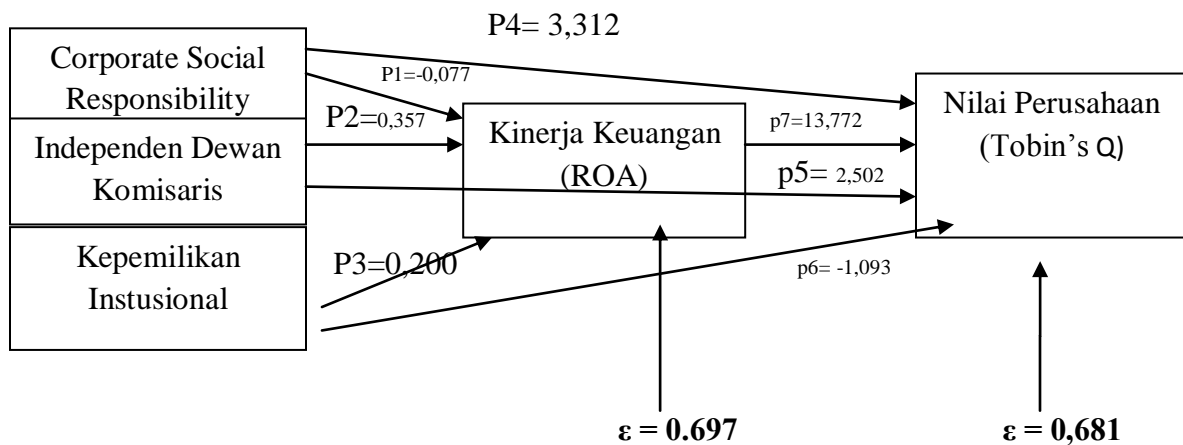 P4= 3,312
Corporate Social
Responsibility
P1=-0,077
P2=0,357
Independen Dewan
Komisaris
Kinerja Keuangan
(ROA)
p7=13,772
p5= 2,502
Nilai Perusahaan
(Tobin’s Q)
Kepemilikan
Instusional
P3=0,200
p6= -1,093
ε = 0.697
ε = 0,681